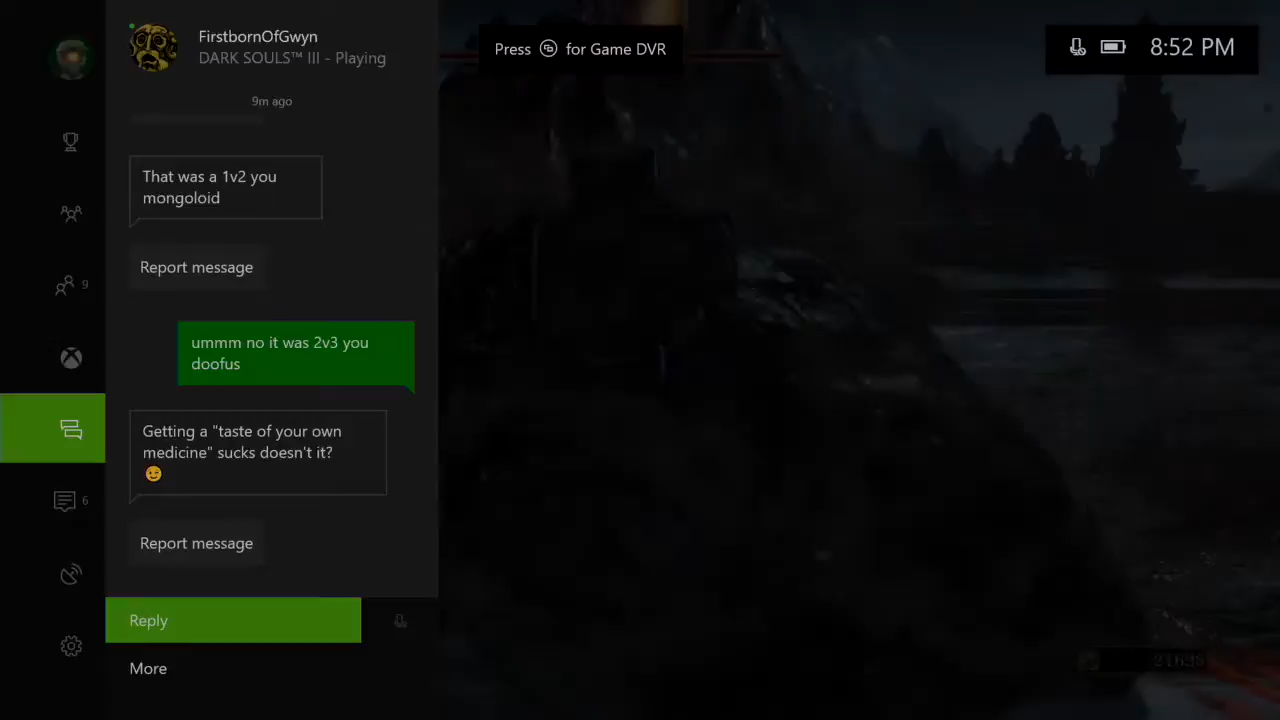 FirstbornOfGwyn
DARK SOULS™ III - Playing
Press for Game DVR
8:52 PM
9m ago
That was a 1v2 you
mongoloid
Report message
9
ummm no it was 2v3 you
doofus
Getting a "taste of your own
medicine" sucks doesn't it?
😉
6
Report message
Reply
More